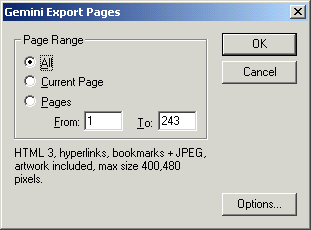 Gemini Export Pages
Page Range
All
Current Page
Pages
From: 1 To: 243
OK
Cancel
HTML 3, hyperlinks, bookmarks + JPEG,
artwork included, max size 400,480
pixels.
Options...